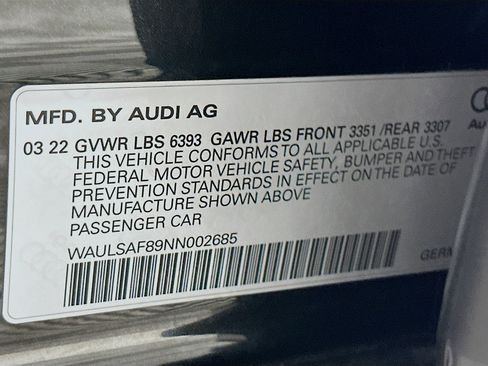 MFD. BY AUDI AG
03 22 GVWR LBS 6393 GAWR LBS FRONT 3351 /REAR 3307
THIS VEHICLE CONFORMS TO ALL APPLICABLE U.S.
FEDERAL MOTOR VEHICLE SAFETY, BUMPER AND THEFT
PREVENTION STANDARDS IN EFFECT ON THE DATE OF
MANUFACTURE SHOWN ABOVE
PASSENGER CAR
WAULSAF89NN002685